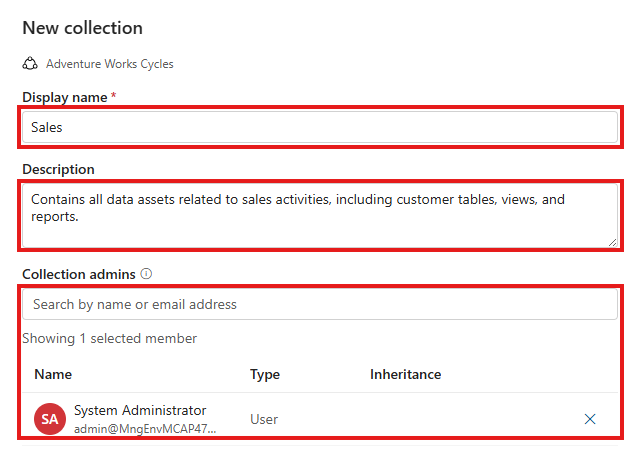 New collection
Adventure Works Cycles
Display name *
Sales
Description
Contains all data assets related to sales activities, including customer tables, views, and
reports.
Collection admins
Search by name or email address
Showing 1 selected member
Name Type Inheritance
SA System Administrator User
admin@MngEnvMCAP47...